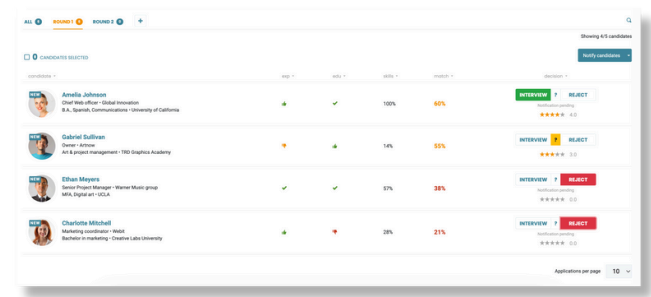 ALL
ROUND 1
ROUND 2
+
Showing 4/5 candidates
0 CANDIDATES SELECTED
Notify candidates
candidate exp edu skills match decision
NEW
Amelia Johnson
Chief Web officer • Global Innovation
B.A., Spanish, Communications • University of California
100% 60%
INTERVIEW ? REJECT
Notification pending
4.0
NEW
Gabriel Sullivan
Owner • Artnow
Art & project management • TRD Graphics Academy
14% 55%
INTERVIEW ? REJECT
Notification pending
3.0
NEW
Ethan Meyers
Senior Project Manager • Warner Music group
MFA, Digital art • UCLA
57% 38%
INTERVIEW ? REJECT
Notification pending
0.0
NEW
Charlotte Mitchell
Marketing coordinator • Webit
Bachelor in marketing • Creative Labs University
28% 21%
INTERVIEW ? REJECT
Notification pending
0.0
Applications per page 10